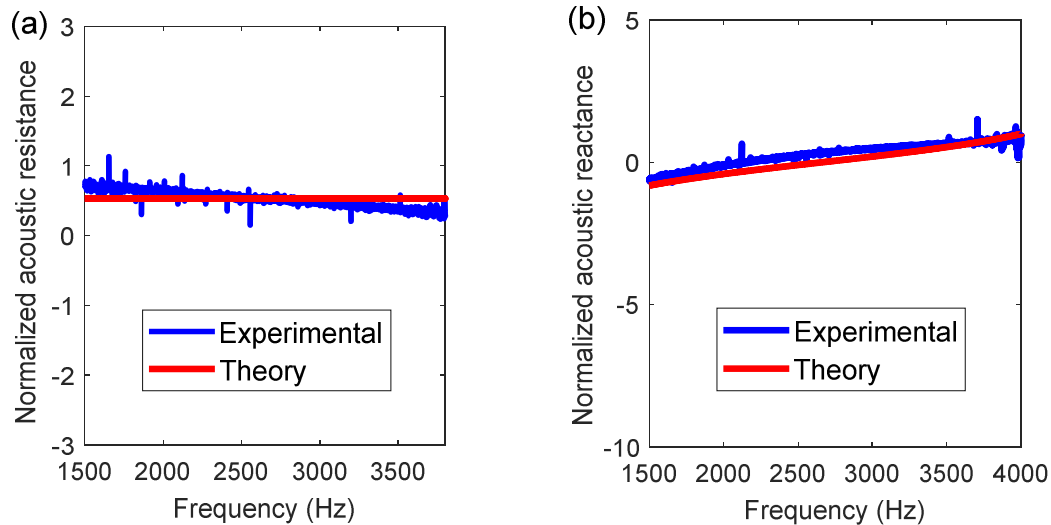 (a)
Normalized acoustic resistance
3
2
1
0
-1
-2
-3
Experimental
Theory
1500 2000 2500 3000 3500
Frequency (Hz)
(b)
Normalized acoustic reactance
5
0
-5
-10
Experimental
Theory
1500 2000 2500 3000 3500 4000
Frequency (Hz)